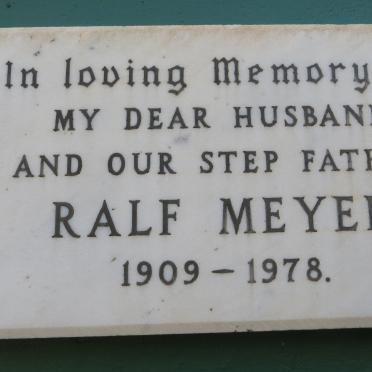 In loving Memory
MY DEAR HUSBAN
AND OUR STEP FATH
RALF MEYE
1909 – 1978.